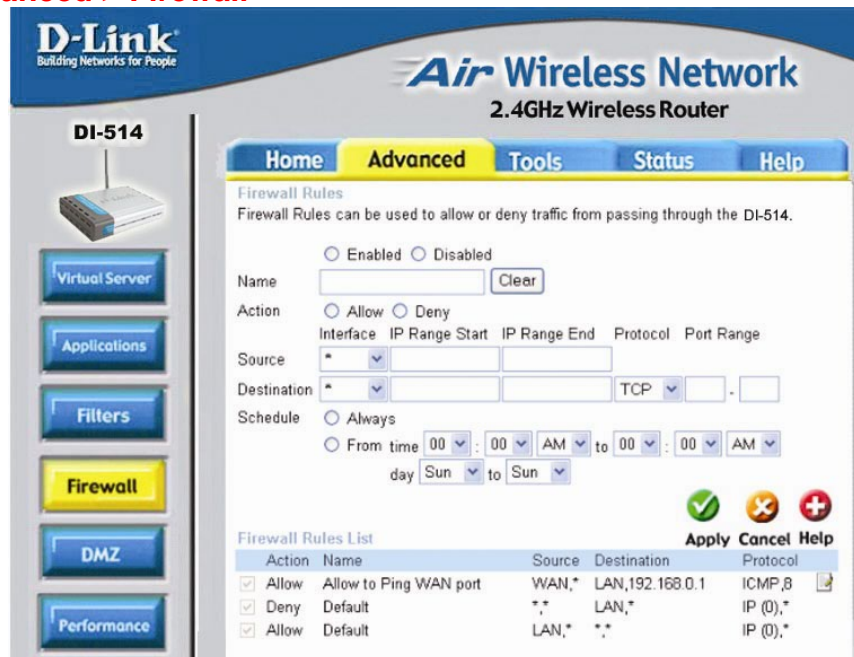 D-Link
Building Networks for People
Air Wireless Network
2.4GHz Wireless Router
DI-514
Home Advanced Tools Status Help
Virtual Server
Applications
Filters
Firewall
DMZ
Performance
Firewall Rules
Firewall Rules can be used to allow or deny traffic from passing through the DI-514.
Enabled Disabled
Name Clear
Action Allow Deny
Interface IP Range Start IP Range End Protocol Port Range
Source *
Destination * TCP -
Schedule Always
From time 00 : 00 AM to 00 : 00 AM
day Sun to Sun
Apply Cancel Help
Firewall Rules List
Action Name Source Destination Protocol
Allow Allow to Ping WAN port WAN,* LAN,192.168.0.1 ICMP,8
Deny Default *,* LAN,* IP (0),*
Allow Default LAN,* *,* IP (0),*